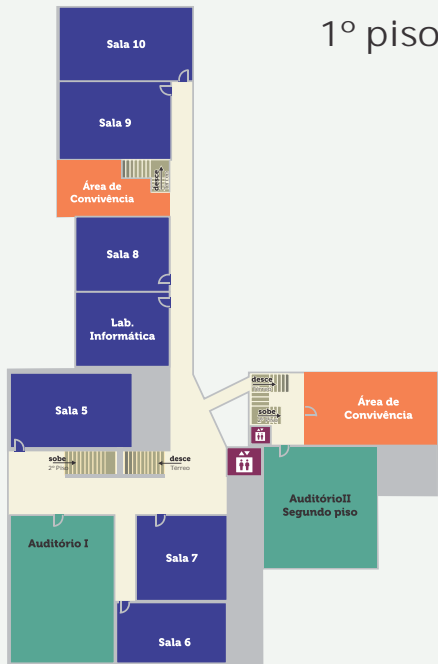 1º piso
Sala 10
Sala 9
desce
Área de
Convivência
Sala 8
Lab.
Informática
desce
Térreo
Sala 5
sobe
Área de
Convivência
sobe
2º Piso
desce
Térreo
AuditórioII
Segundo piso
Auditório I
Sala 7
Sala 6